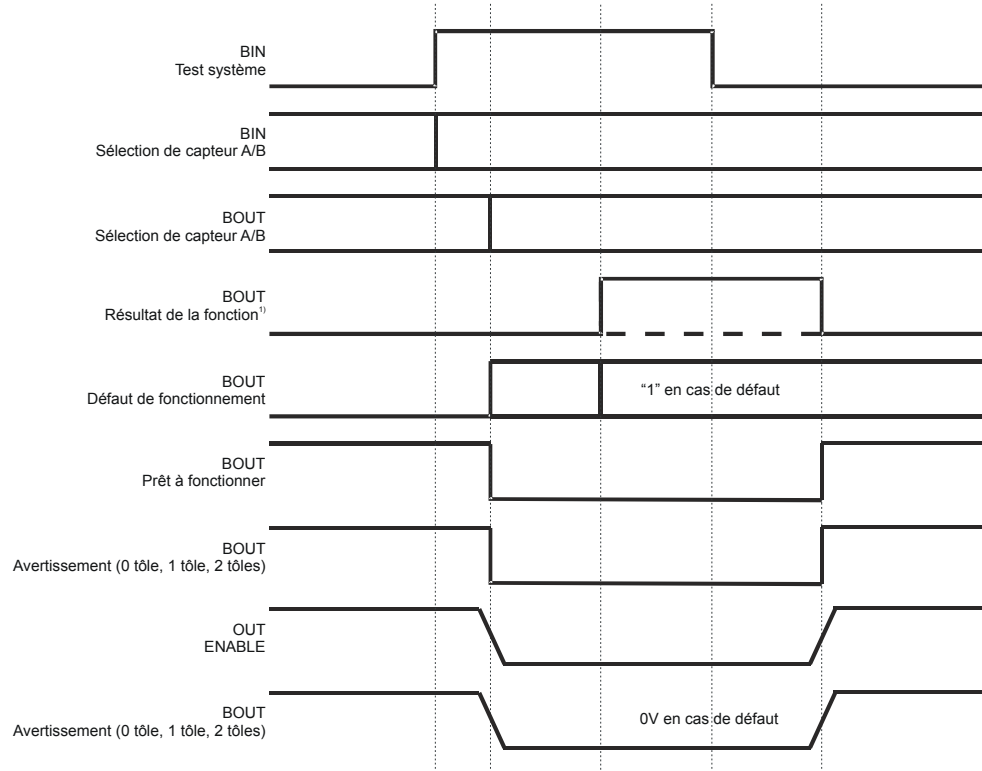 BIN
Test système
BIN
Sélection de capteur A/B
BOUT
Sélection de capteur A/B
BOUT
Résultat de la fonction¹⁾
BOUT
Défaut de fonctionnement
“1” en cas de défaut
BOUT
Prêt à fonctionner
BOUT
Avertissement (0 tôle, 1 tôle, 2 tôles)
OUT
ENABLE
BOUT
Avertissement (0 tôle, 1 tôle, 2 tôles)
0V en cas de défaut